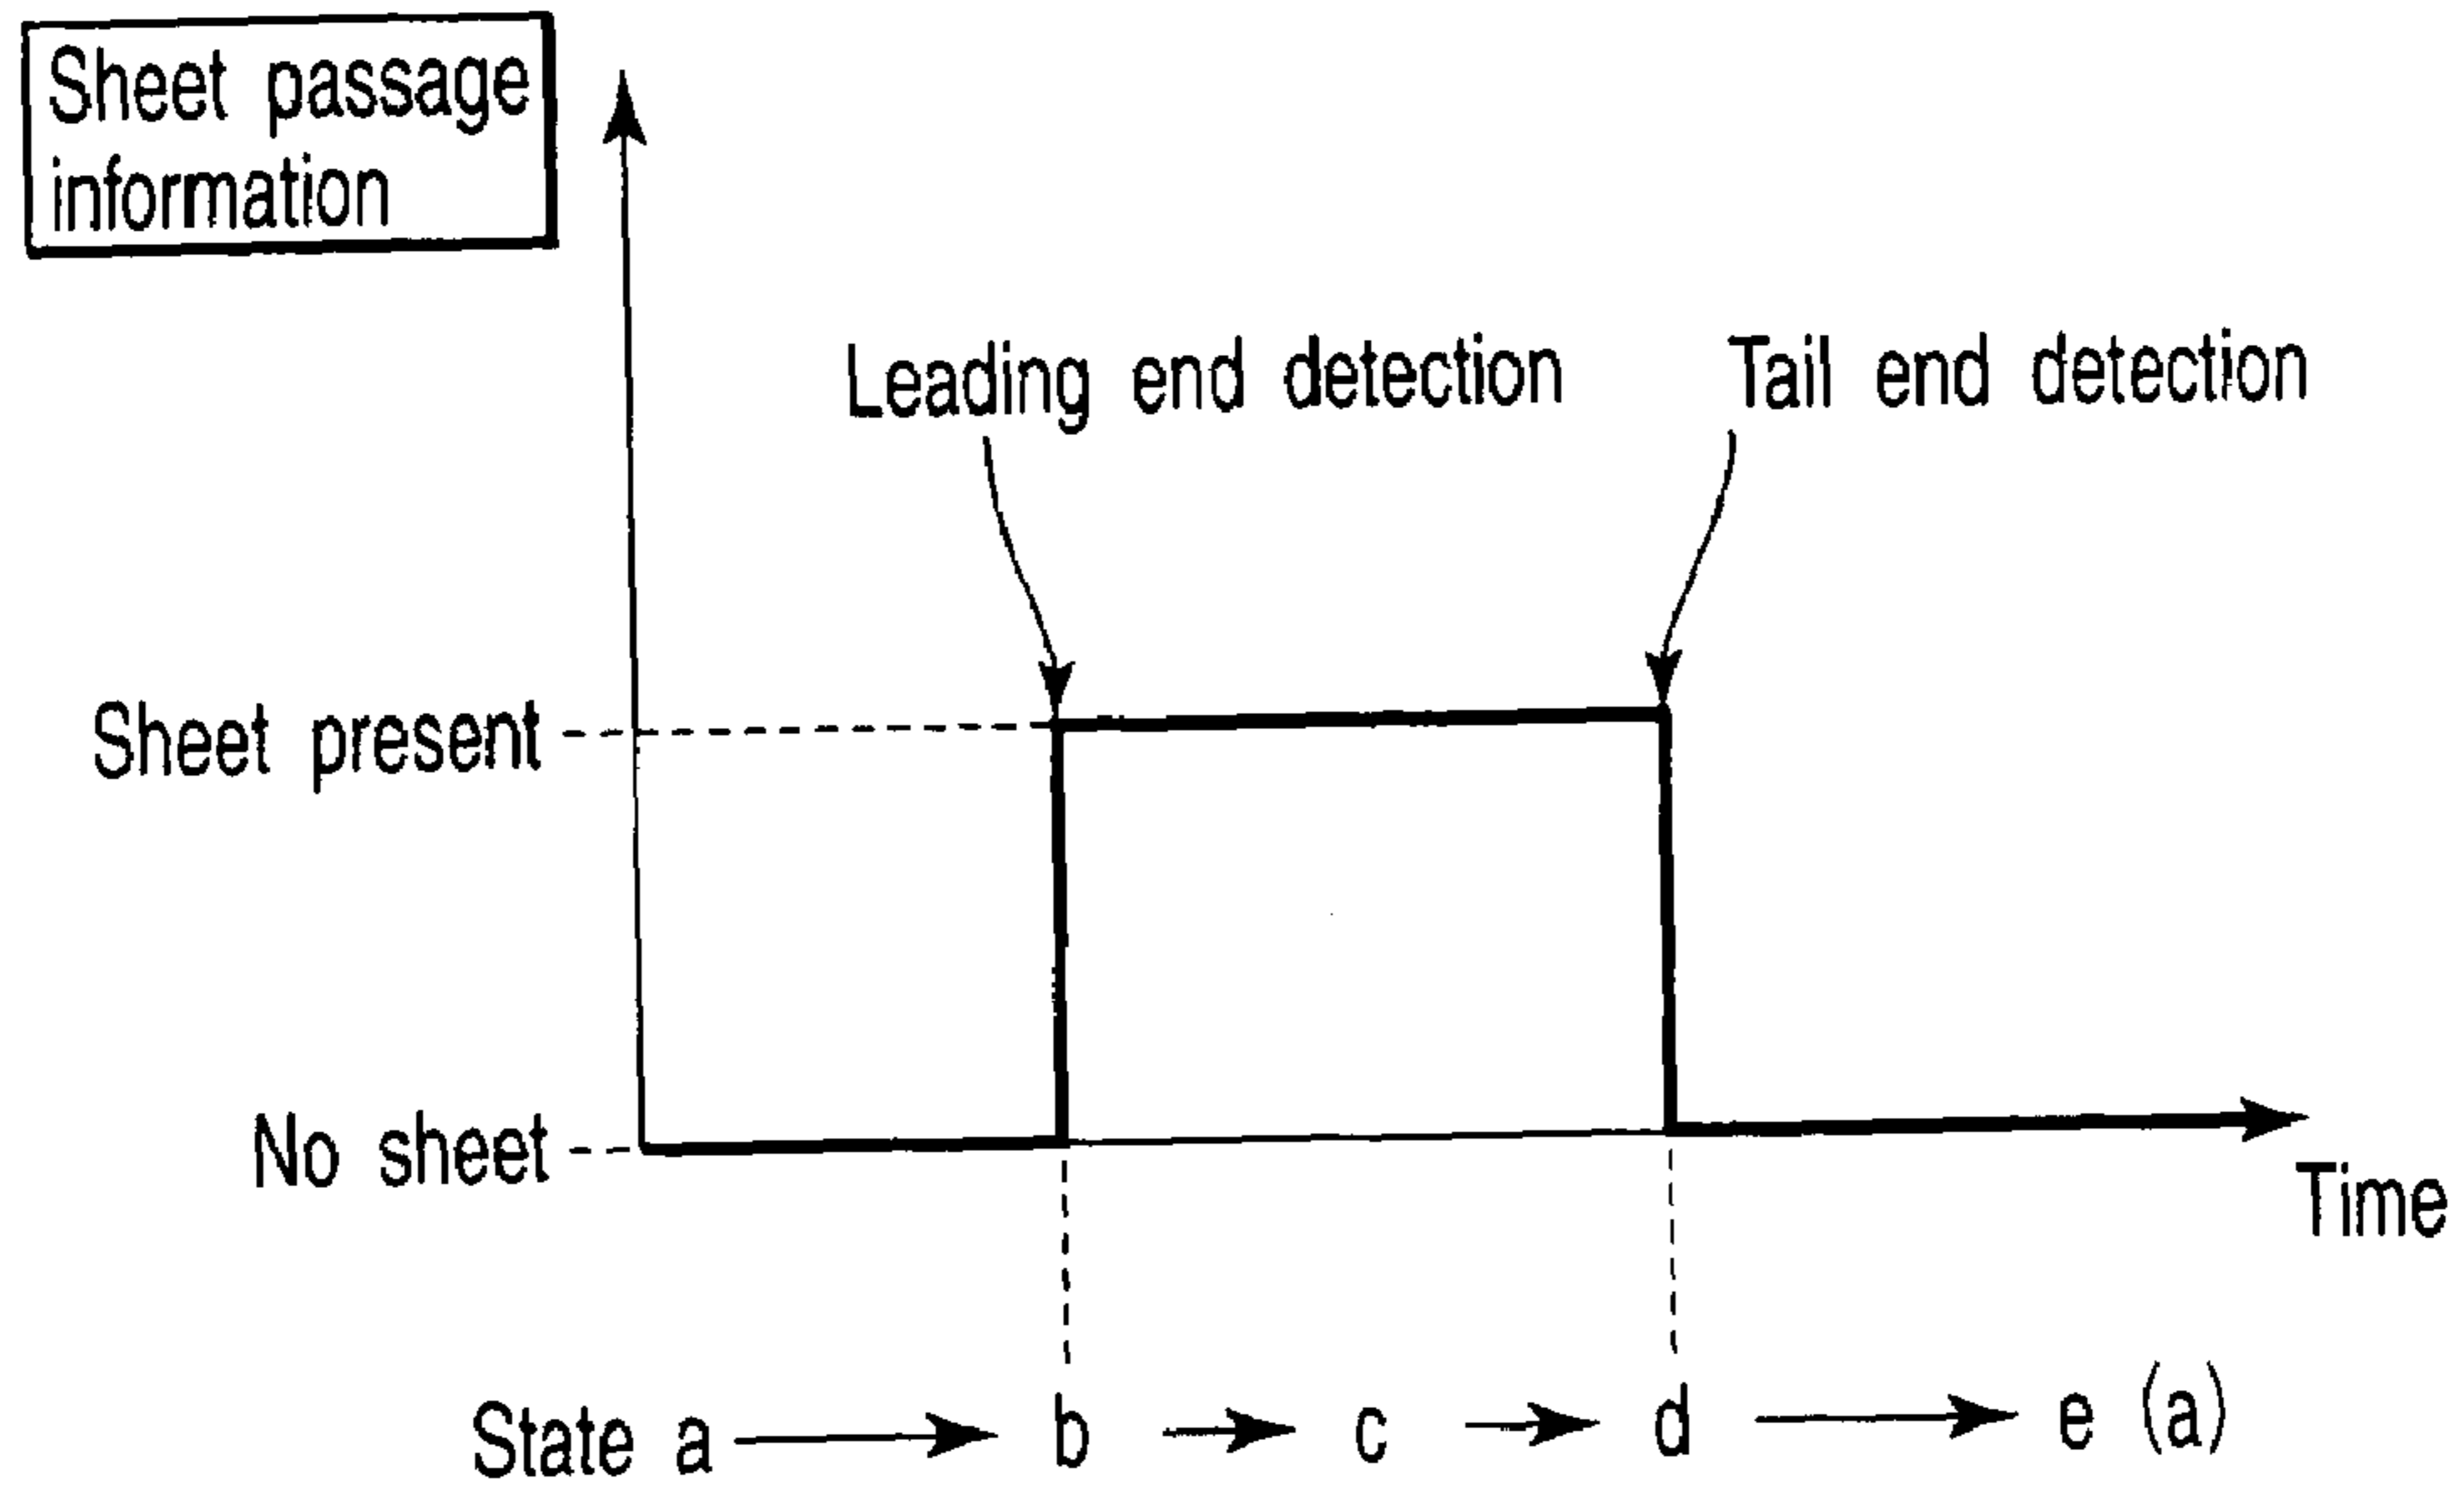 Sheet passage
information
Leading end detection
Tail end detection
Sheet present
No sheet
Time
State a b c d e (a)